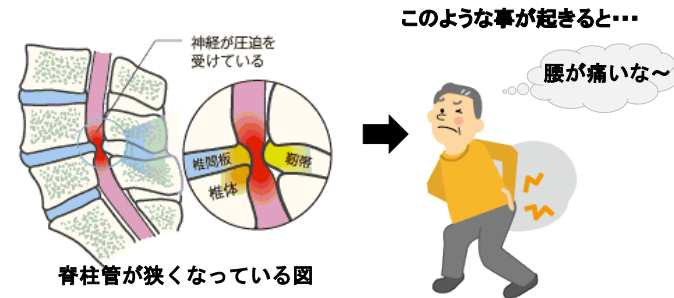 神経が圧迫を
受けている
椎間板
靭帯
椎体
脊柱管が狭くなっている図
このような事が起きると・・・
腰が痛いな～